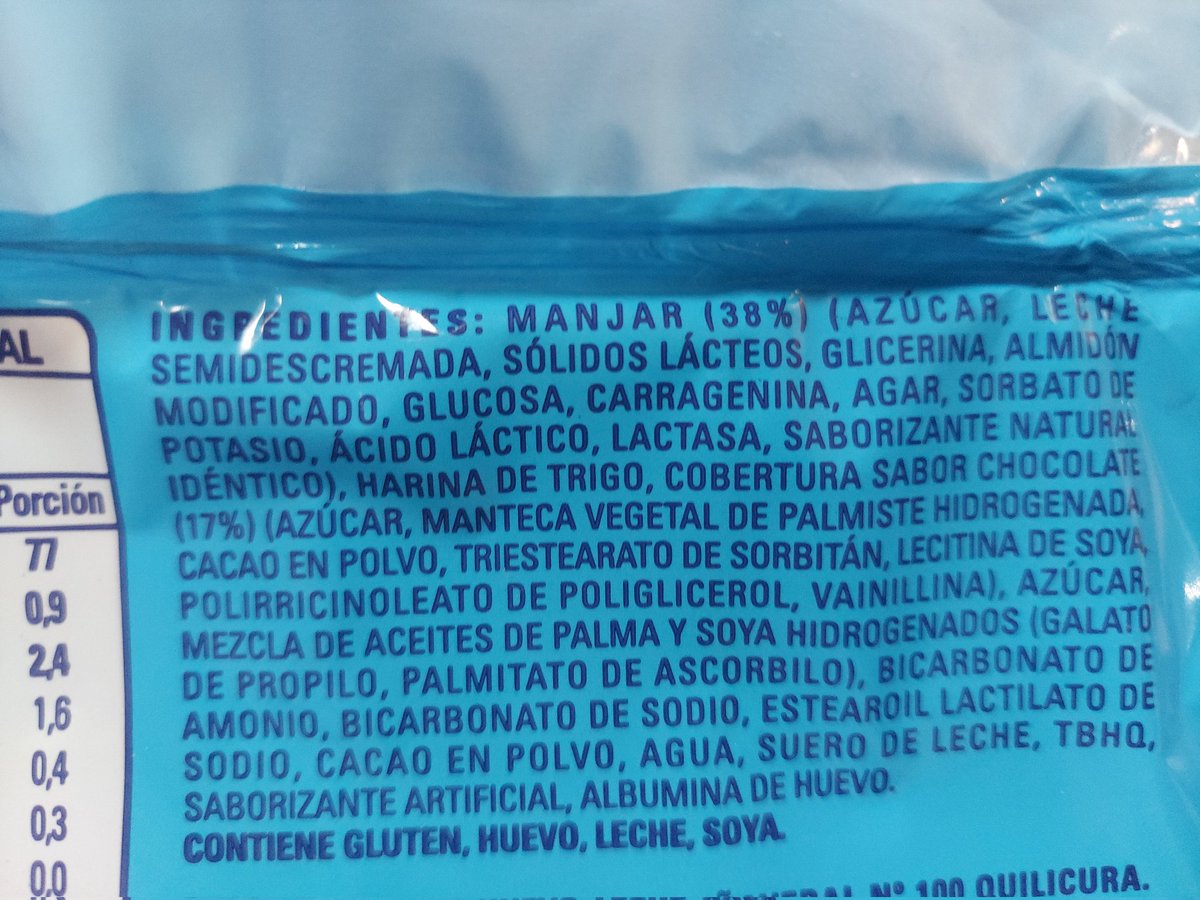 AL
Porción
77
0,9
2,4
1,6
0,4
0,3
0,0
INGREDIENTES: MANJAR (38%) (AZÚCAR, LECHE
SEMIDESCREMADA, SÓLIDOS LÁCTEOS, GLICERINA, ALMIDÓN
MODIFICADO, GLUCOSA, CARRAGENINA, AGAR, SORBATO DE
POTASIO, ÁCIDO LÁCTICO, LACTASA, SABORIZANTE NATURAL
IDÉNTICO), HARINA DE TRIGO, COBERTURA SABOR CHOCOLATE
(17%) (AZÚCAR, MANTECA VEGETAL DE PALMISTE HIDROGENADA,
CACAO EN POLVO, TRIESTEARATO DE SORBITÁN, LECITINA DE SOYA,
POLIRRICINOLEATO DE POLIGLICEROL, VAINILLINA), AZÚCAR,
MEZCLA DE ACEITES DE PALMA Y SOYA HIDROGENADOS (GALATO
DE PROPILO, PALMITATO DE ASCORBILO), BICARBONATO DE
AMONIO, BICARBONATO DE SODIO, ESTEAROIL LACTILATO DE
SODIO, CACAO EN POLVO, AGUA, SUERO DE LECHE, TBHQ,
SABORIZANTE ARTIFICIAL, ALBUMINA DE HUEVO.
CONTIENE GLUTEN, HUEVO, LECHE, SOYA.
Nº 100 QUILICURA.